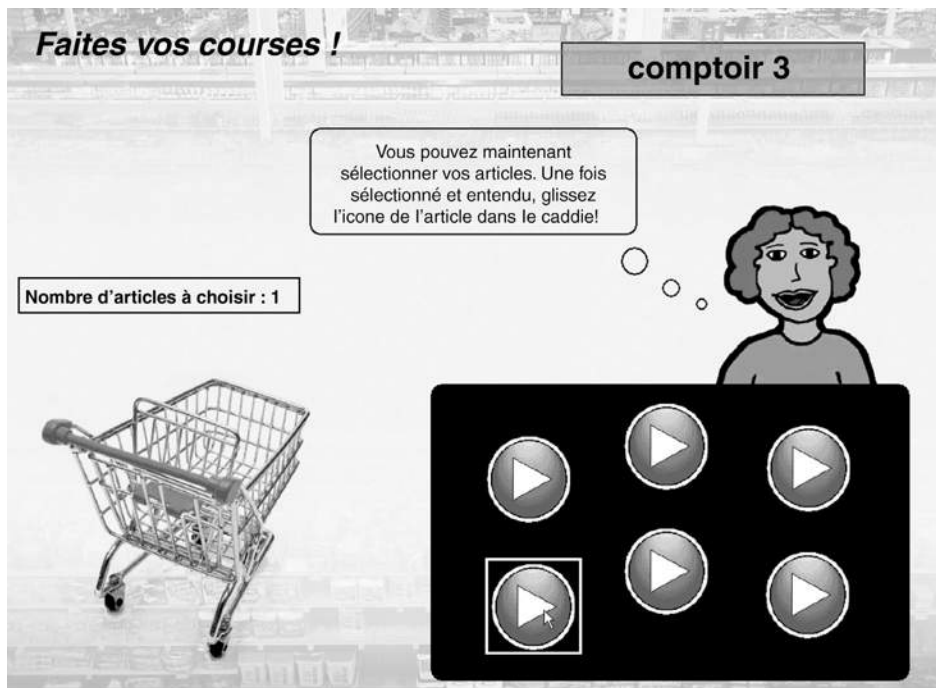 Faites vos courses !
comptoir 3
Vous pouvez maintenant
sélectionner vos articles. Une fois
sélectionné et entendu, glissez
l'icone de l'article dans le caddie!
Nombre d'articles à choisir : 1